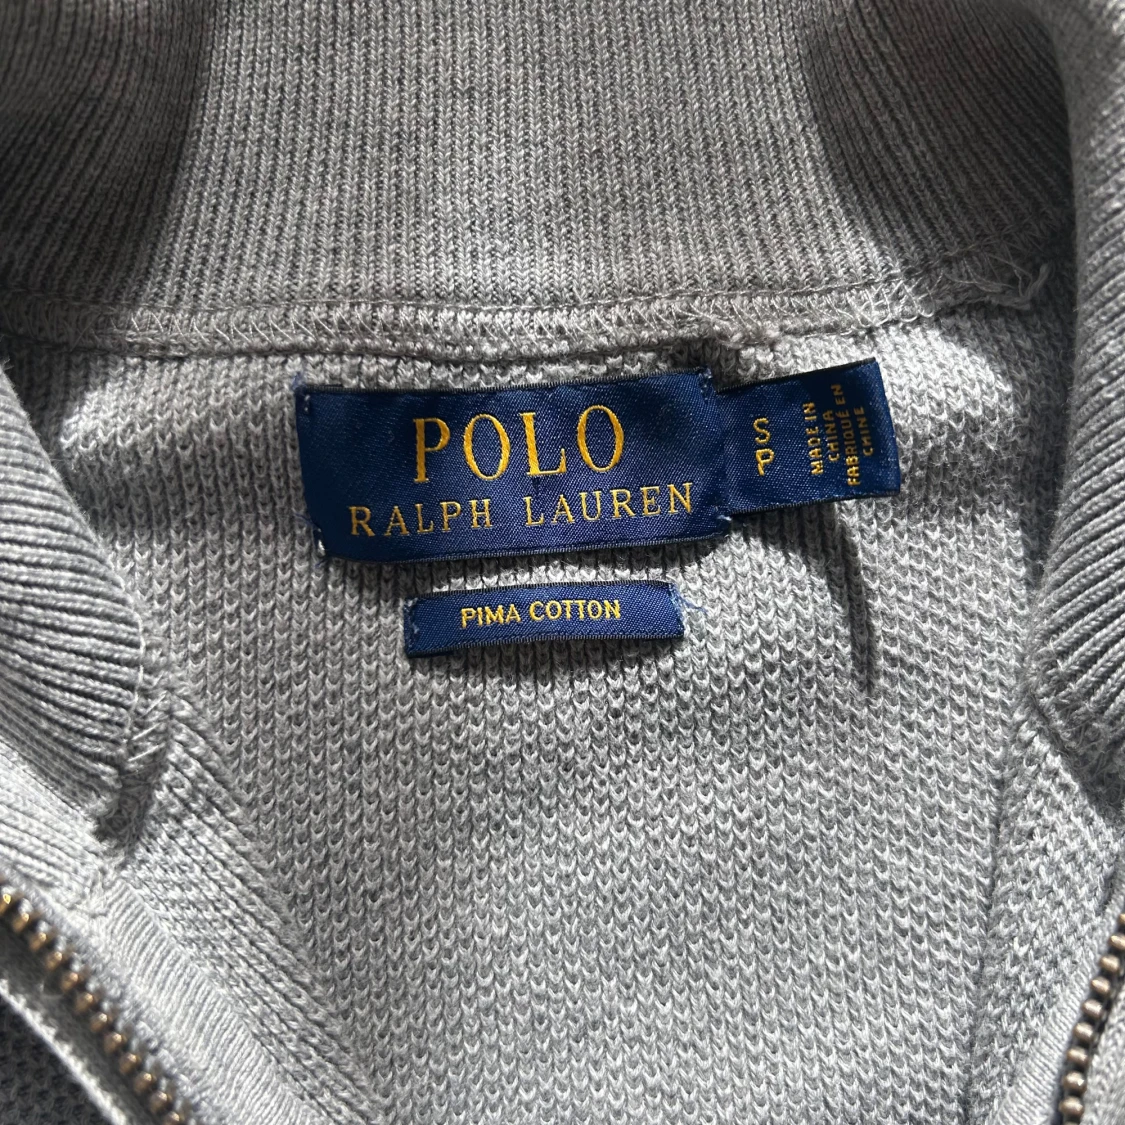 POLO
RALPH LAUREN
S
P
MADE IN
CHINA
FABRIQUÉ EN
CHINE
PIMA COTTON